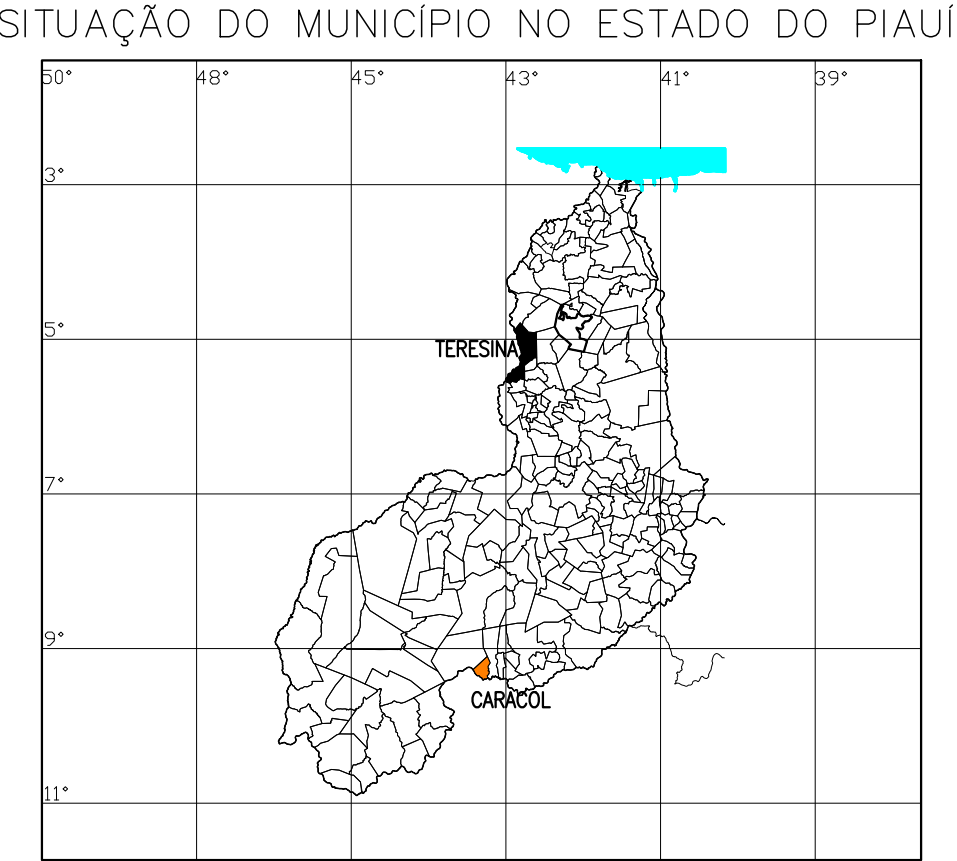 SITUAÇÃO DO MUNICÍPIO NO ESTADO DO PIAUÍ
50° 48° 45° 43° 41° 39°
3°
5°
TERESINA
7°
9°
CARACOL
11°